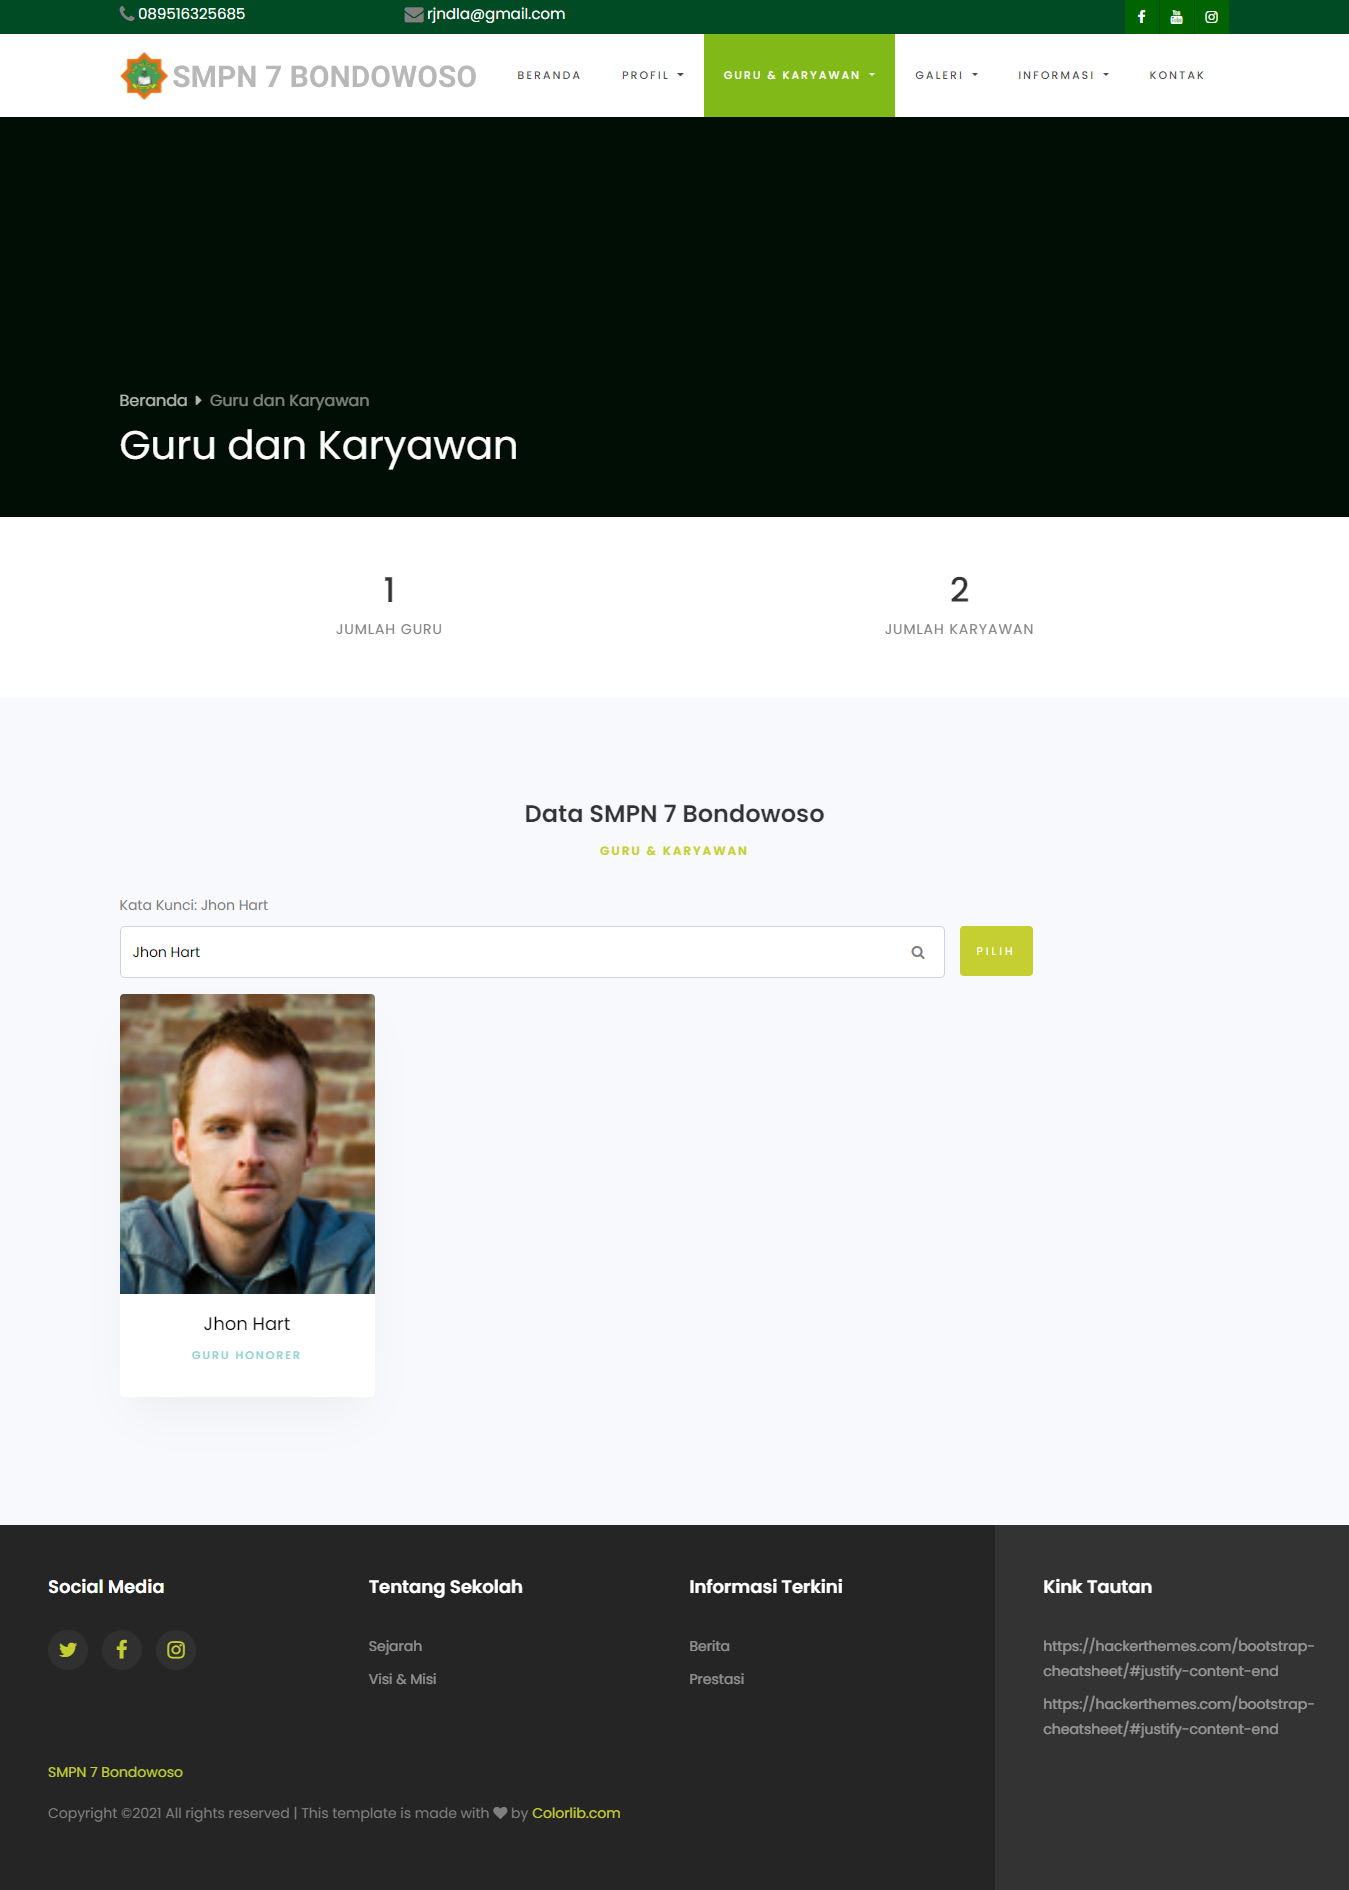 089516325685
rjndla@gmail.com
SMPN 7 BONDOWOSO
BERANDA
PROFIL
GURU & KARYAWAN
GALERI
INFORMASI
KONTAK
Beranda
Guru dan Karyawan
Guru dan Karyawan
1
JUMLAH GURU
2
JUMLAH KARYAWAN
Data SMPN 7 Bondowoso
GURU & KARYAWAN
Kata Kunci: Jhon Hart
Jhon Hart
PILIH
Jhon Hart
GURU HONORER
Social Media
Tentang Sekolah
Sejarah
Visi & Misi
Informasi Terkini
Berita
Prestasi
Kink Tautan
https://hackerthemes.com/bootstrap-
cheatsheet/#justify-content-end
https://hackerthemes.com/bootstrap-
cheatsheet/#justify-content-end
SMPN 7 Bondowoso
Copyright ©2021 All rights reserved | This template is made with ♥ by Colorlib.com